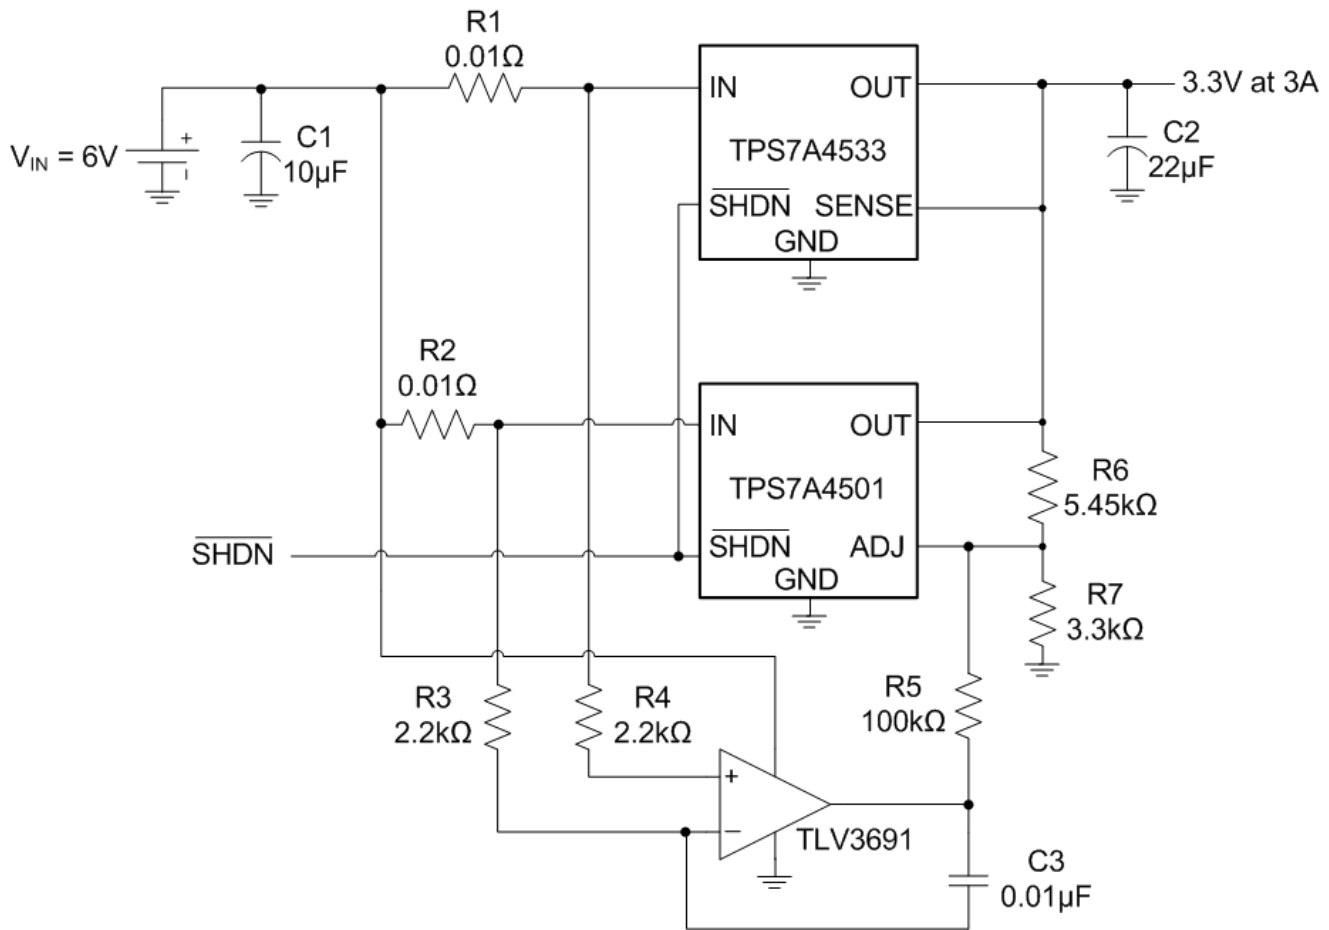 R1
0.01Ω
IN
OUT
3.3V at 3A
+
C1
10µF
V_IN = 6V
TPS7A4533
C2
22µF
SHDN
SENSE
GND
R2
0.01Ω
IN
OUT
TPS7A4501
R6
5.45kΩ
SHDN
SHDN
ADJ
GND
R7
3.3kΩ
R3
2.2kΩ
R4
2.2kΩ
R5
100kΩ
+
−
TLV3691
C3
0.01µF